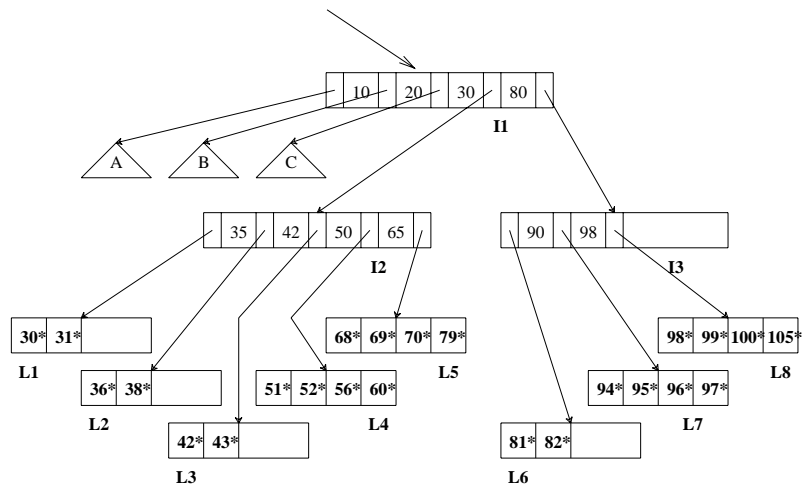 10 20 30 80
I1
A B C
35 42 50 65
90 98
I2
I3
30* 31*
68* 69* 70* 79*
98* 99* 100* 105*
L1
L5
L8
36* 38*
51* 52* 56* 60*
94* 95* 96* 97*
L2
L4
L7
42* 43*
81* 82*
L3
L6